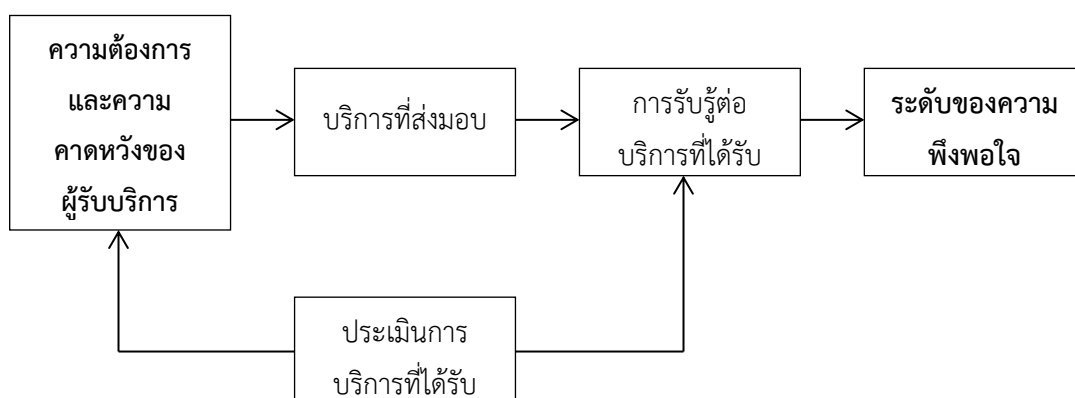 ความต้องการ
และความ
คาดหวังของ
ผู้รับบริการ
บริการที่ส่งมอบ
การรับรู้ต่อ
บริการที่ได้รับ
ระดับของความ
พึงพอใจ
ประเมินการ
บริการที่ได้รับ